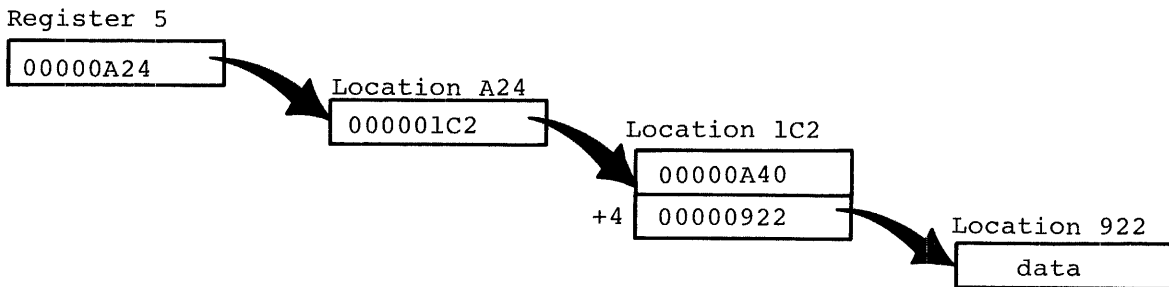 Register 5
00000A24
Location A24
000001C2
Location 1C2
00000A40
+4 00000922
Location 922
data